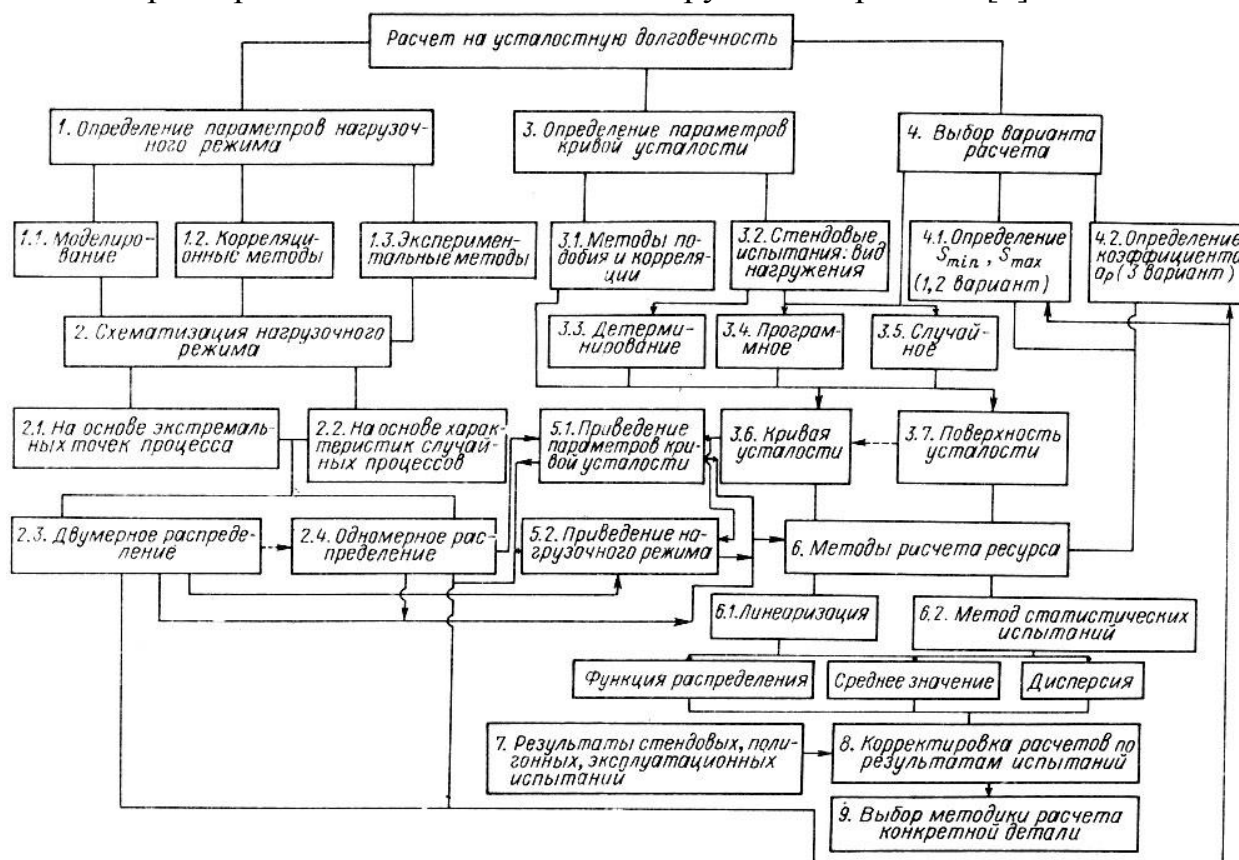 Расчет на усталостную долговечность
1. Определение параметров нагрузоч-
ного режима
3. Определение параметров
кривой усталости
4. Выбор варианта
расчета
1.1. Моделиро-
вание
1.2. Корреляци-
онные методы
1.3. Эксперимен-
тальные методы
3.1. Методы по-
добия и корреля-
ции
3.2. Стендовые
испытания: вид
нагружения
4.1. Определение
S min, S max
(1,2 вариант)
4.2. Определение
коэффициента
aр (3 вариант)
2. Схематизация нагрузочного
режима
3.3. Детерми-
нирование
3.4. Програм-
мное
3.5. Случай-
ное
2.1. На основе экстремаль-
ных точек процесса
2.2. На основе харак-
теристик случай-
ных процессов
5.1. Приведение
параметров кри-
вой усталости
3.6. Кривая
усталости
3.7. Поверхность
усталости
2.3. Двумерное распреде-
ление
2.4. Одномерное рас-
пределение
5.2. Приведение на-
грузочного режима
6. Методы рисчета ресурса
6.1. Линеаризация
6.2. Метод статистических
испытаний
Функция распределения
Среднее значение
Дисперсия
7. Результаты стендовых, поли-
гонных, эксплуатационных
испытаний
8. Корректировка расчетов по
результатам испытаний
9. Выбор методики расчета
конкретной детали